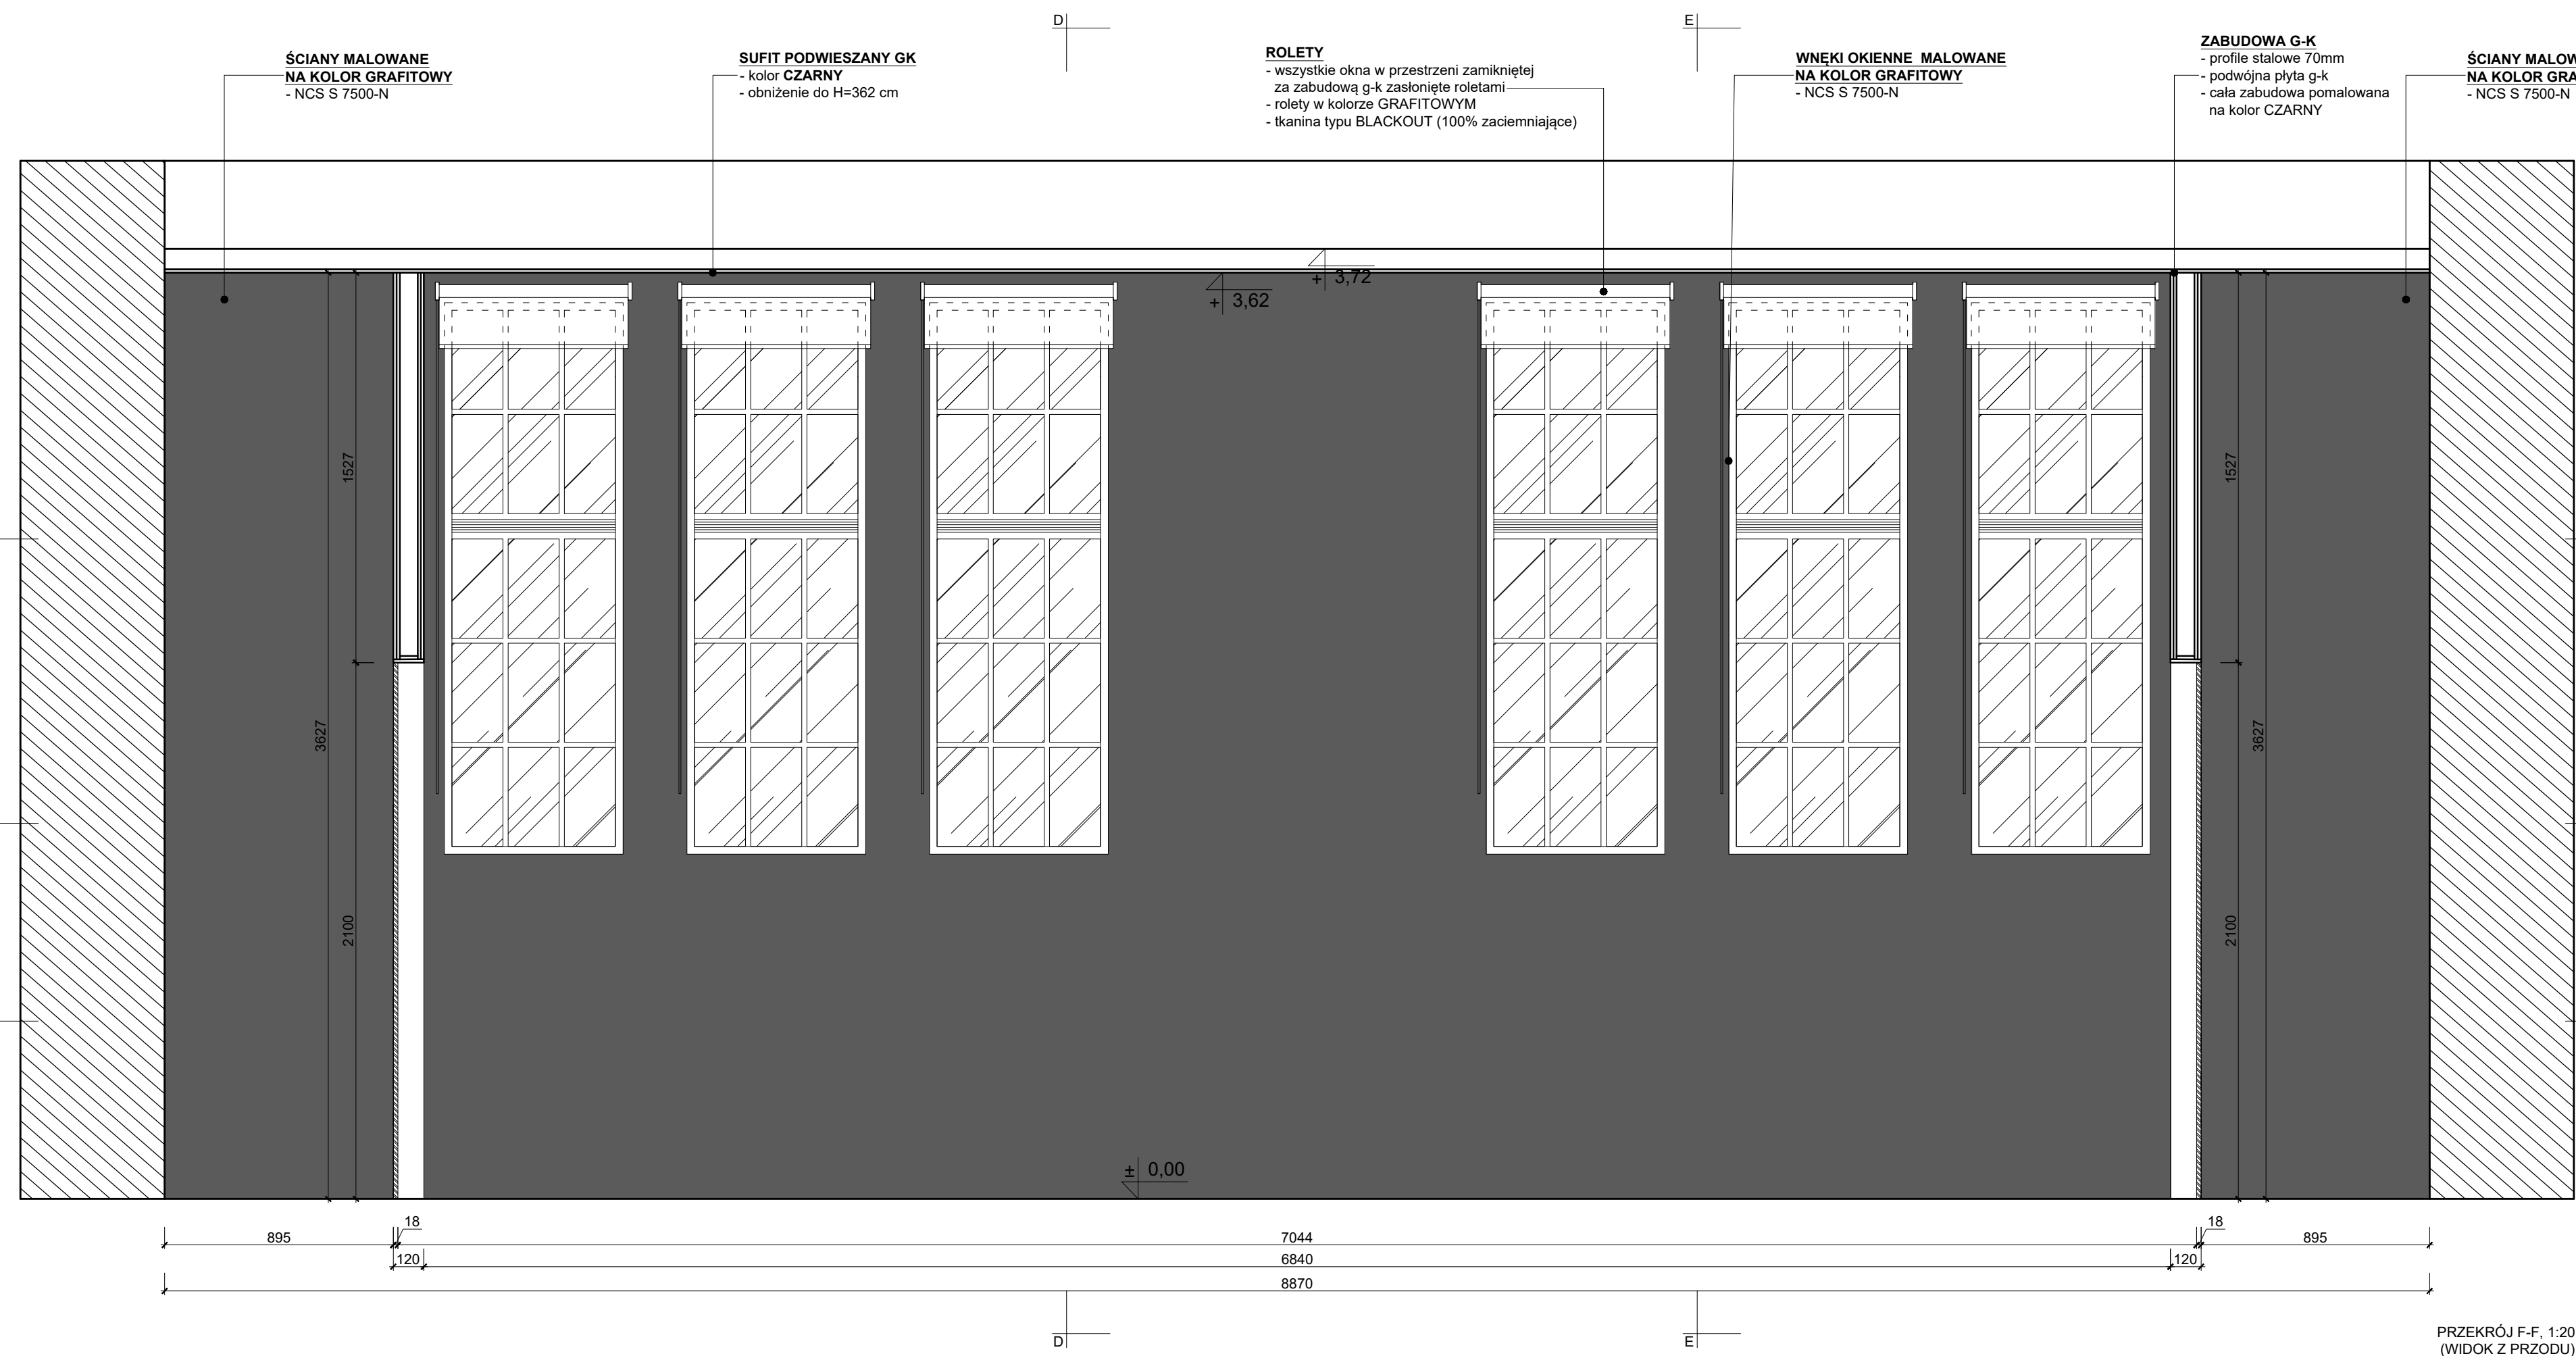 D
E
ŚCIANY MALOWANE
NA KOLOR GRAFITOWY
- NCS S 7500-N
SUFIT PODWIESZANY GK
- kolor CZARNY
- obniżenie do H=362 cm
ROLETY
- wszystkie okna w przestrzeni zamikniętej
za zabudową g-k zasłonięte roletami
- rolety w kolorze GRAFITOWYM
- tkanina typu BLACKOUT (100% zaciemniające)
WNĘKI OKIENNE MALOWANE
NA KOLOR GRAFITOWY
- NCS S 7500-N
ZABUDOWA G-K
- profile stalowe 70mm
- podwójna płyta g-k
- cała zabudowa pomalowana
na kolor CZARNY
ŚCIANY MALOW
NA KOLOR GRA
- NCS S 7500-N
+ 3,72
+ 3,62
1527
3627
2100
1527
3627
2100
± 0,00
18
18
895
7044
895
120
6840
120
8870
D
E
PRZEKRÓJ F-F, 1:20
(WIDOK Z PRZODU)